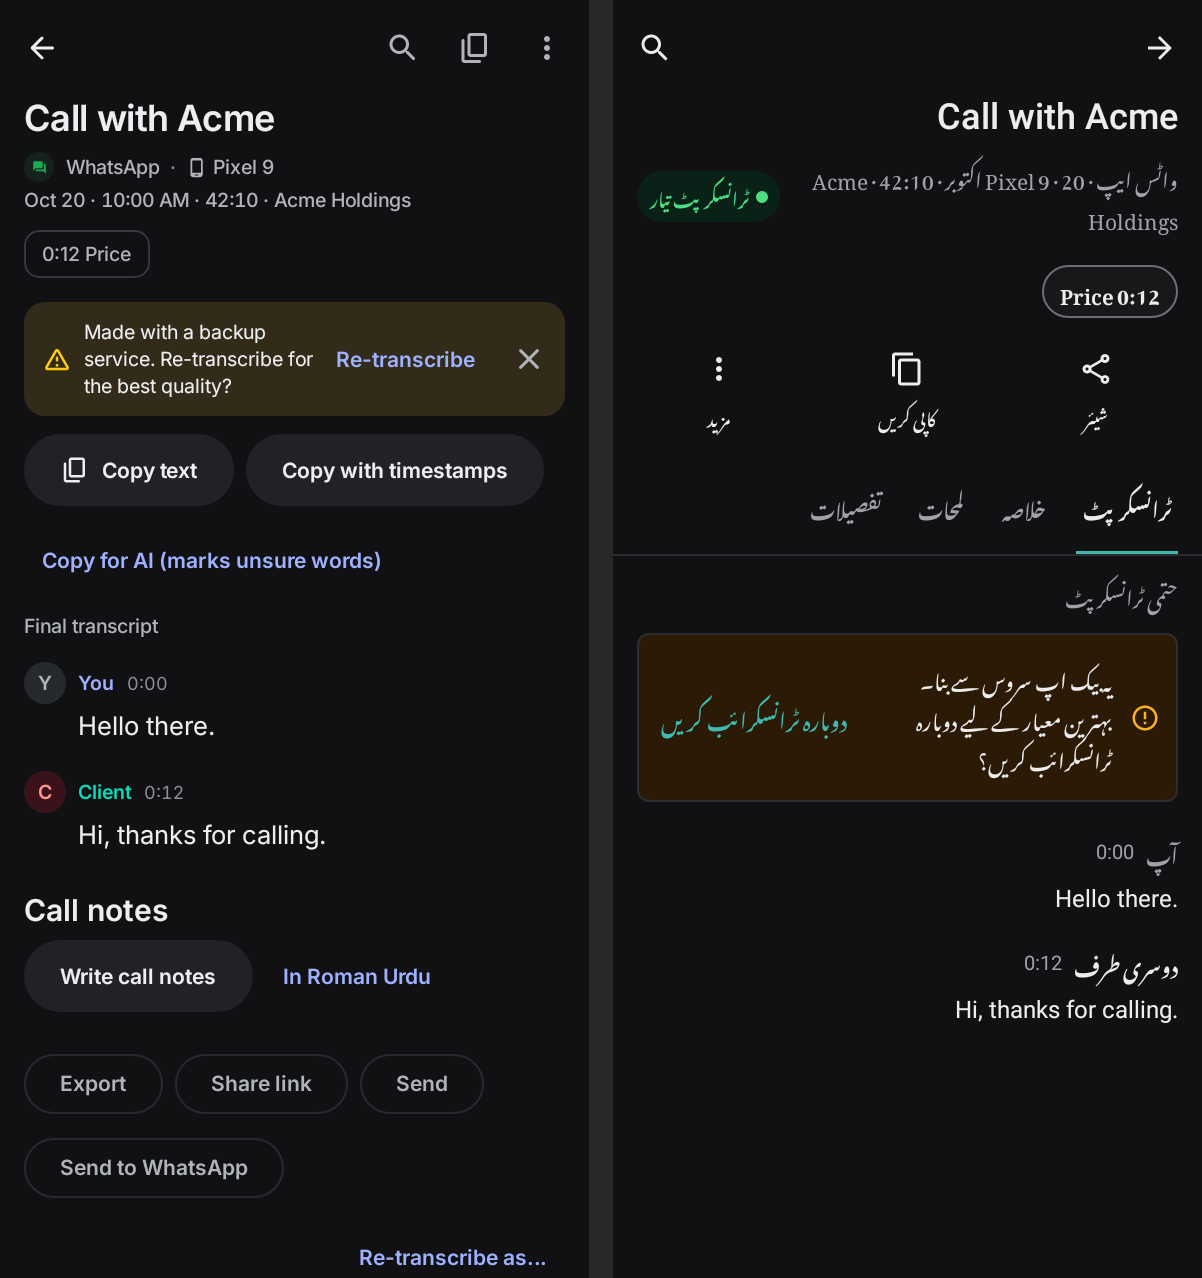 Call with Acme
WhatsApp · Pixel 9
Oct 20 · 10:00 AM · 42:10 · Acme Holdings
0:12 Price
Made with a backup
service. Re-transcribe for
the best quality?
Re-transcribe
Copy text
Copy with timestamps
Copy for AI (marks unsure words)
Final transcript
Y
You 0:00
Hello there.
C
Client 0:12
Hi, thanks for calling.
Call notes
Write call notes
In Roman Urdu
Export
Share link
Send
Send to WhatsApp
Re-transcribe as...
Call with Acme
واٹس ایپ · Pixel 9 · 20 اکتوبر · 42:10 · Acme
Holdings
ٹرانسکرپٹ تیار
Price 0:12
شیئر
کاپی کریں
مزید
ٹرانسکرپٹ
خلاصہ
لمحات
تفصیلات
حتمی ٹرانسکرپٹ
یہ بیک اپ سروس سے بنا۔
بہترین معیار کے لیے دوبارہ
ٹرانسکرائب کریں؟
دوبارہ ٹرانسکرائب کریں
آپ 0:00
Hello there.
دوسری طرف 0:12
Hi, thanks for calling.